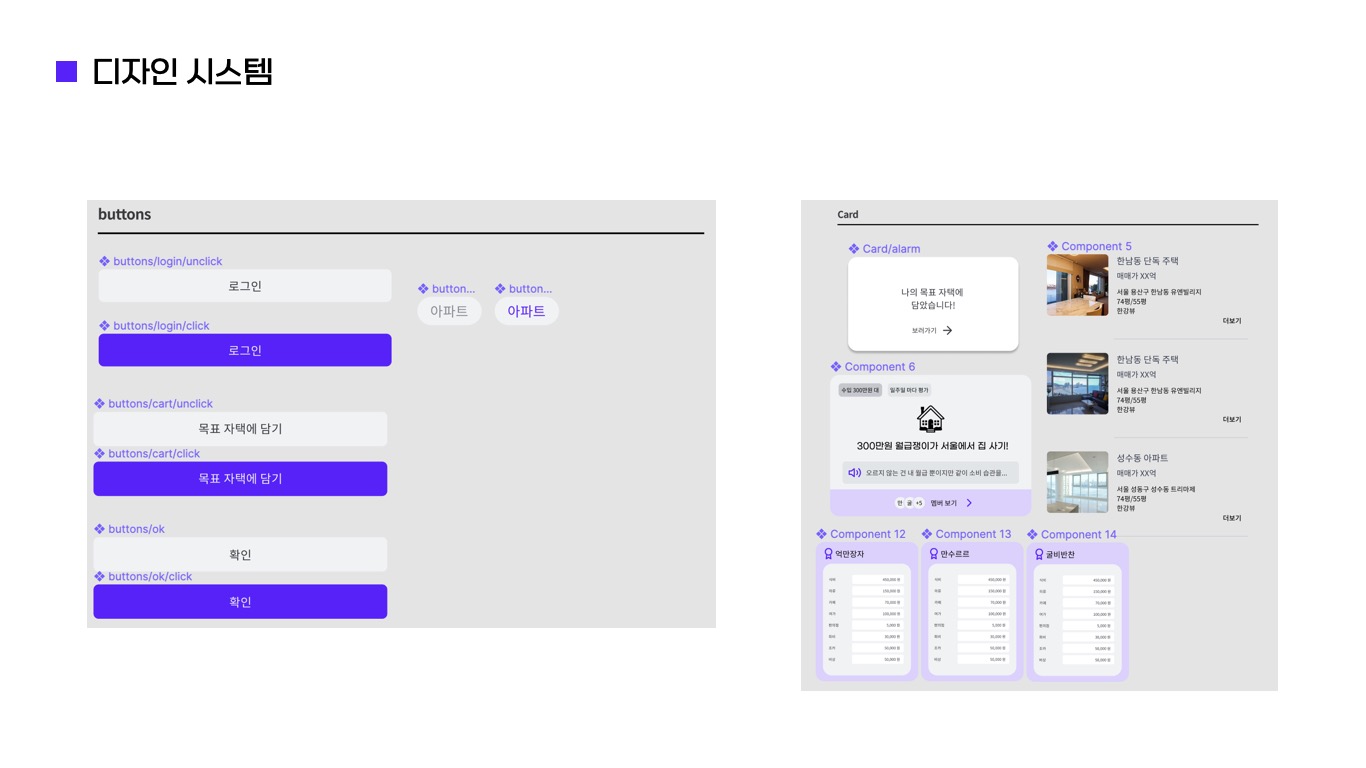 디자인 시스템
buttons
buttons/login/unclick
로그인
buttons/login/click
로그인
buttons/cart/unclick
목표 자택에 담기
buttons/cart/click
목표 자택에 담기
buttons/ok
확인
buttons/ok/click
확인
button...
아파트
button...
아파트
Card
Card/alarm
나의 목표 자택에
담았습니다!
보러가기
Component 5
한남동 단독 주택
매매가 XX억
서울 용산구 한남동 유엔빌리지
74평/55평
한강뷰
더보기
한남동 단독 주택
매매가 XX억
서울 용산구 한남동 유엔빌리지
74평/55평
한강뷰
더보기
성수동 아파트
매매가 XX억
서울 성동구 성수동 트리마제
74평/55평
한강뷰
더보기
Component 6
수입 300만원 대
일주일 마다 평가
300만원 월급쟁이가 서울에서 집 사기!
오르지 않는 건 내 월급 뿐이지만 같이 소비 습관을...
한 글 +5 멤버 보기
Component 12
억만장자
Component 13
만수르르
Component 14
굴비반찬